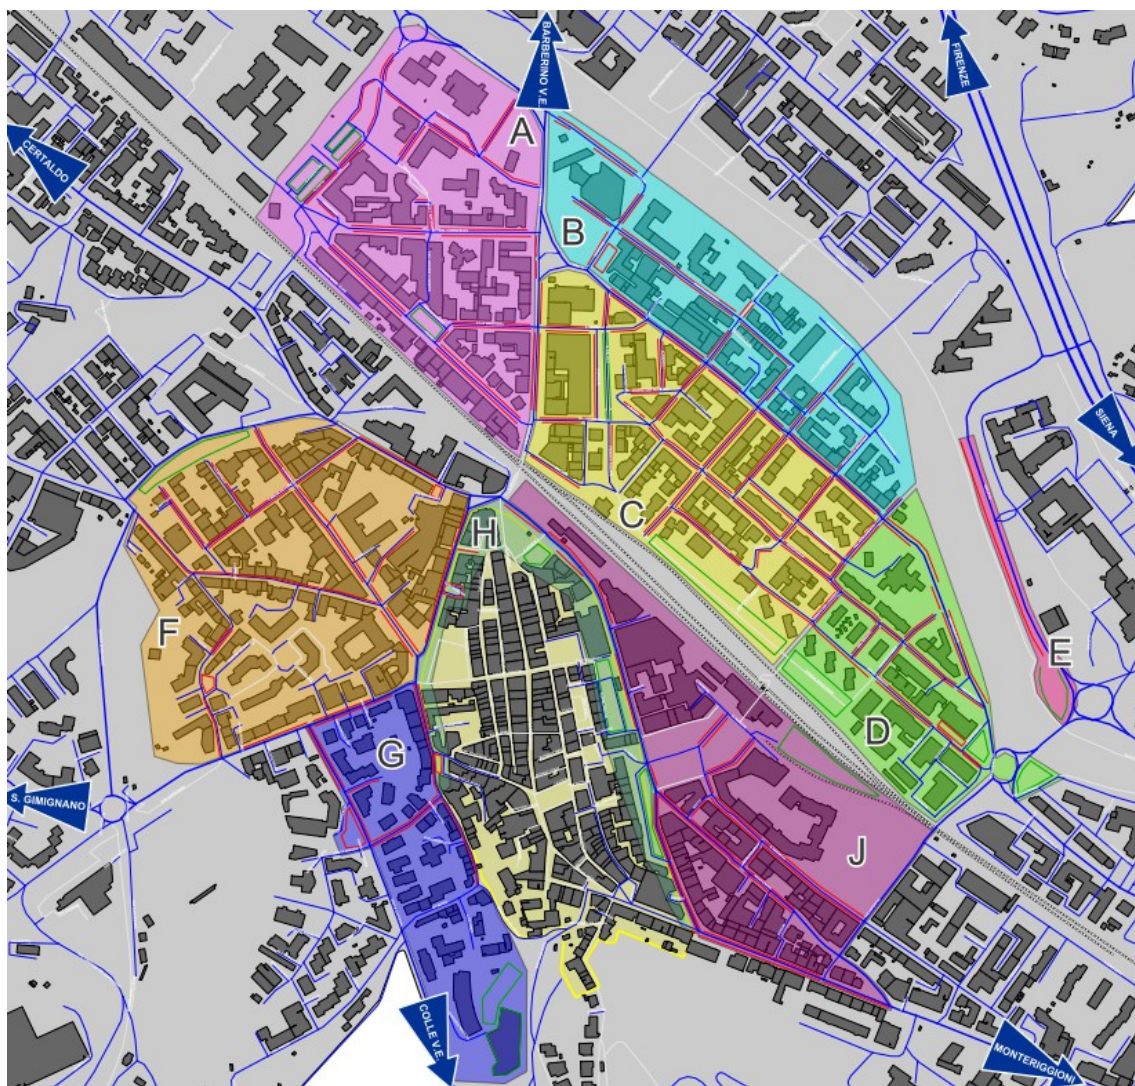 BARBERINO V.E.
FIRENZE
A
CERTALDO
B
SIENA
C
H
F
E
D
G
S. GIMIGNANO
J
COLLE V.E.
MONTERIGGIONI